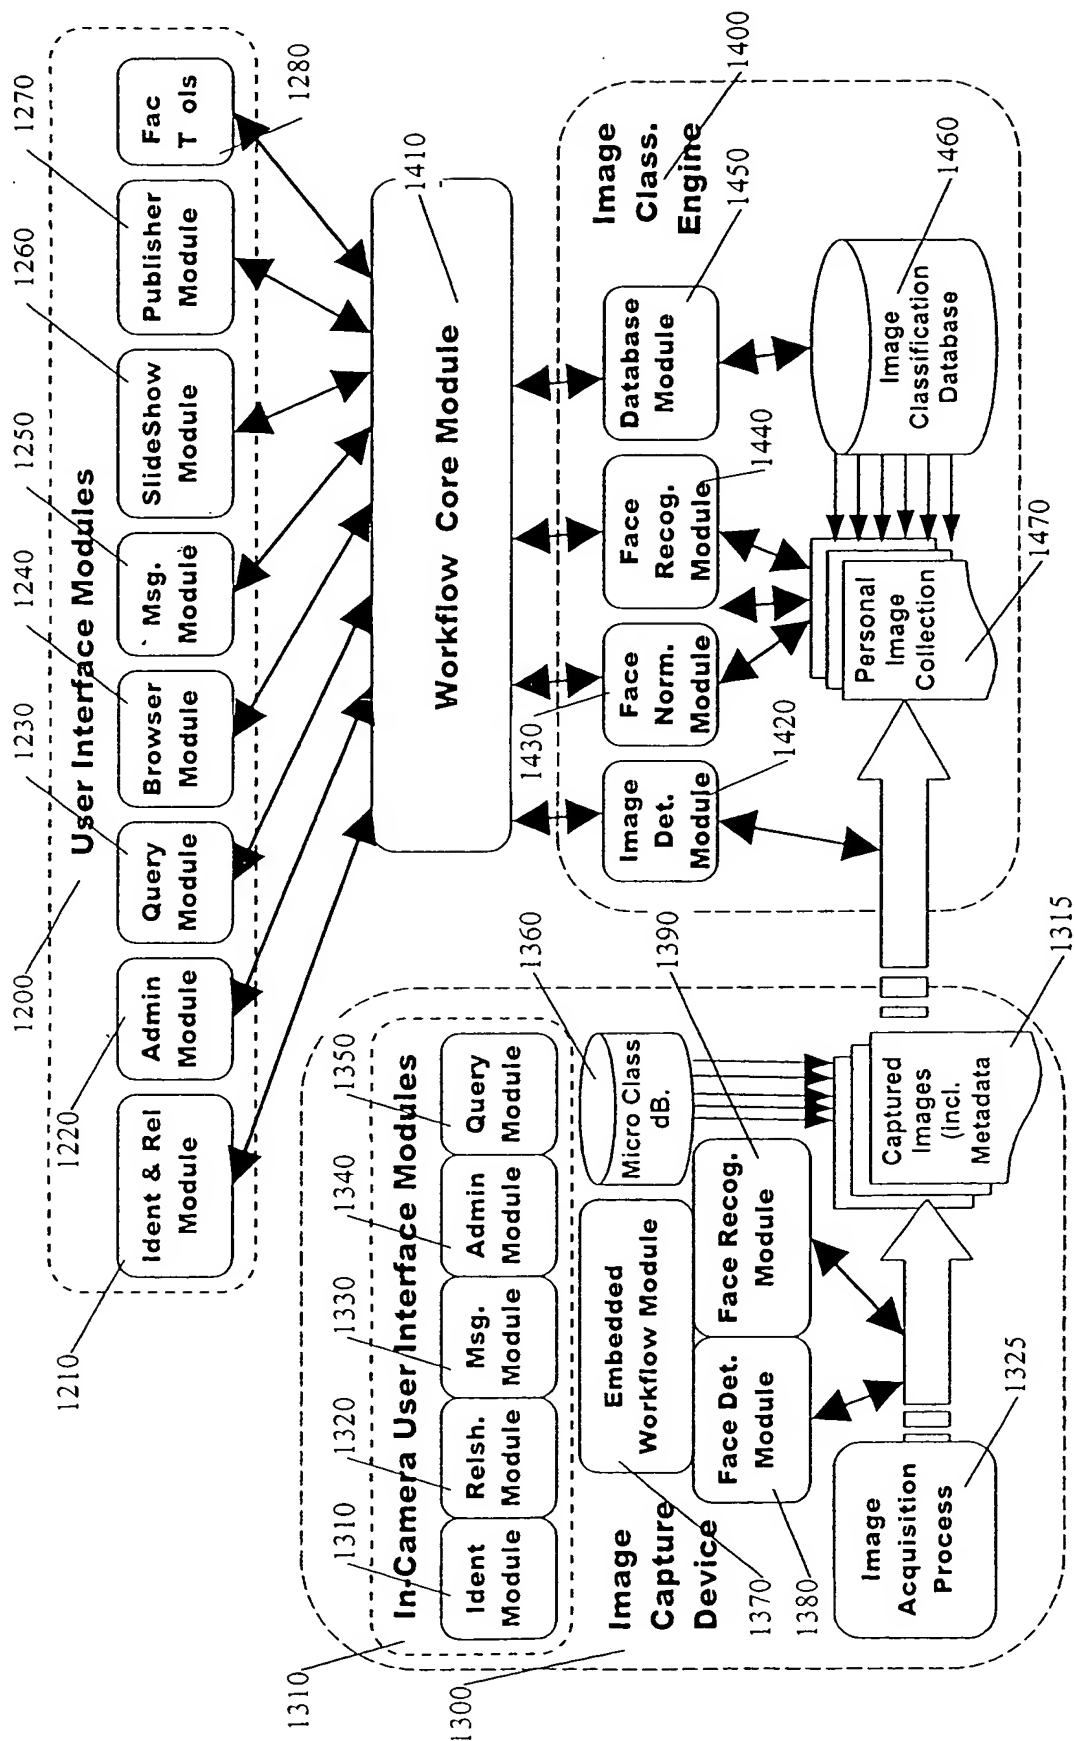 1200
User Interface Modules
1210
Ident & Rel
Module
1220
Admin
Module
1230
Query
Module
1240
Browser
Module
1250
Msg.
Module
1260
SlideShow
Module
1270
Publisher
Module
1280
Fac
T ols
1410
Workflow Core Module
1300
1310
In-Camera User Interface Modules
1310
Ident
Module
1320
Relsh.
Module
1330
Msg.
Module
1340
Admin
Module
1350
Query
Module
Image
Capture
Device
1370
Embedded
Workflow Module
1360
Micro Class
dB.
1380
Face Det.
Module
1390
Face Recog.
Module
Image
Acquisition
Process
1325
Captured
Images
(Incl.
Metadata
1315
1400
Image
Class.
Engine
1420
Image
Det.
Module
1430
Face
Norm.
Module
1440
Face
Recog.
Module
1450
Database
Module
1460
Image
Classification
Database
1470
Personal
Image
Collection